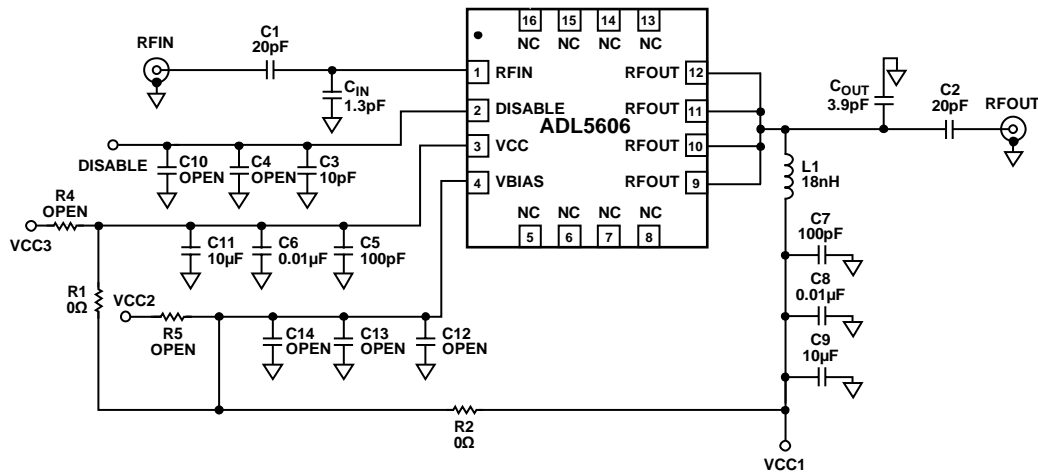 16 15 14 13
NC NC NC NC
RFIN
C1
20pF
CIN
1.3pF
1 RFIN
2 DISABLE
3 VCC
4 VBIAS
ADL5606
RFOUT 12
RFOUT 11
RFOUT 10
RFOUT 9
NC NC NC NC
5 6 7 8
COUT
3.9pF
C2
20pF
RFOUT
L1
18nH
DISABLE
C10
OPEN
C4
OPEN
C3
10pF
R4
OPEN
VCC3
C11
10µF
C6
0.01µF
C5
100pF
C7
100pF
C8
0.01µF
C9
10µF
R1
0Ω
VCC2
R5
OPEN
C14
OPEN
C13
OPEN
C12
OPEN
R2
0Ω
VCC1